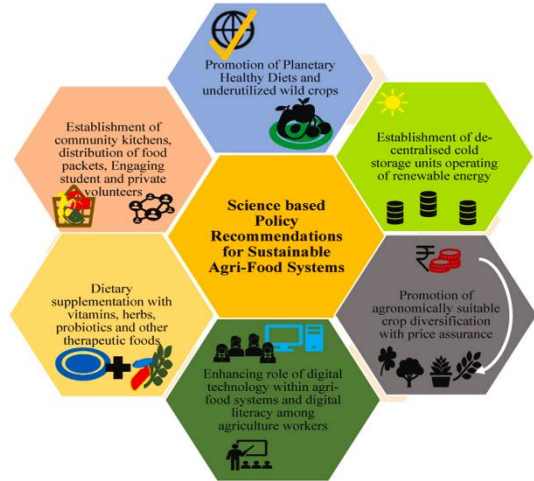 Promotion of Planetary
Healthy Diets and
underutilized wild crops
Establishment of
community kitchens,
distribution of food
packets, Engaging
student and private
volunteers
Establishment of de-
centralised cold
storage units operating
of renewable energy
Science based
Policy
Recommendations
for Sustainable
Agri-Food Systems
Dietary
supplementation with
vitamins, herbs,
probiotics and other
therapeutic foods
Promotion of
agronomically suitable
crop diversification
with price assurance
Enhancing role of digital
technology within agri-
food systems and digital
literacy among
agriculture workers